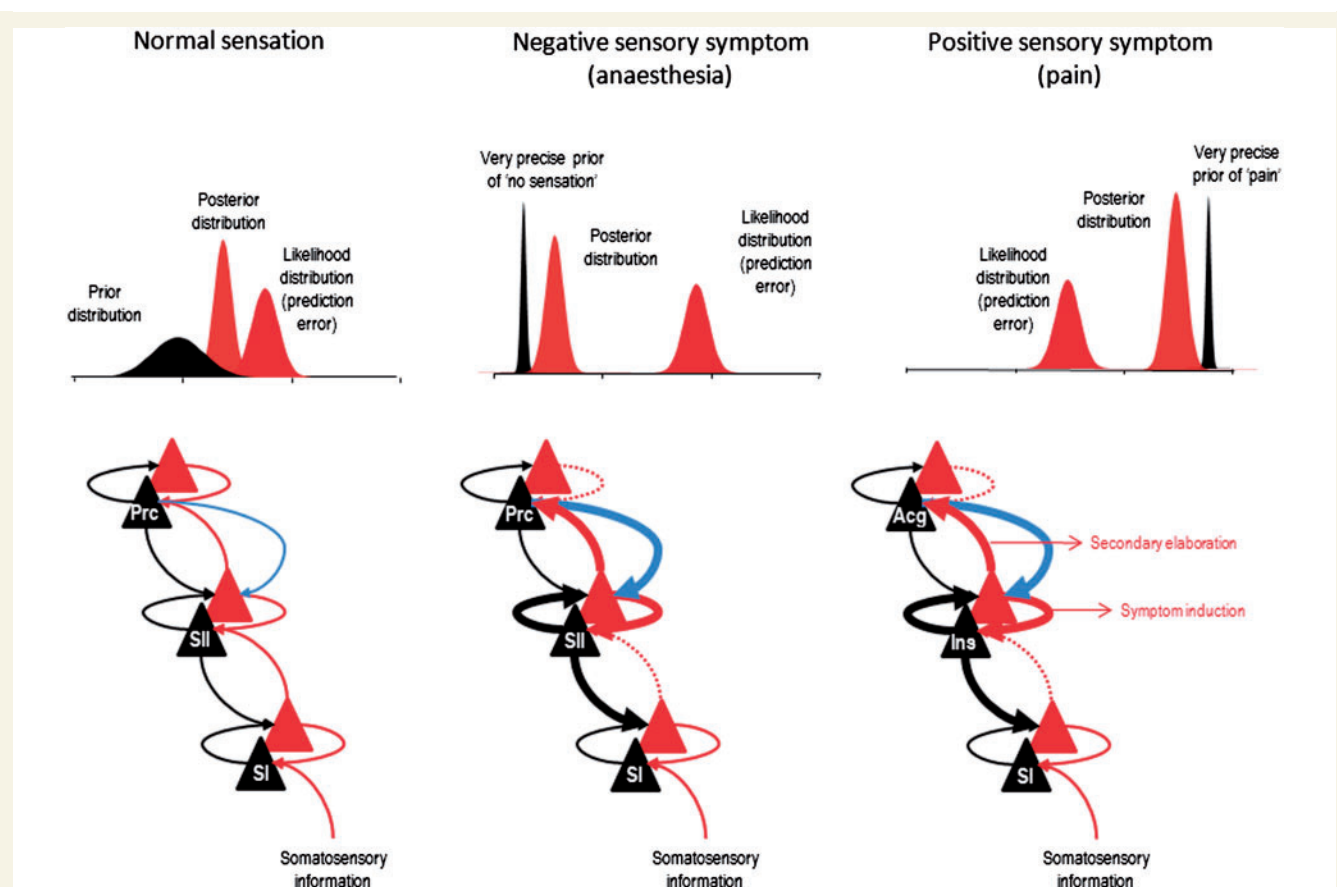 Normal sensation
Negative sensory symptom
(anaesthesia)
Positive sensory symptom
(pain)
Prior
distribution
Posterior
distribution
Likelihood
distribution
(prediction
error)
Very precise prior
of 'no sensation'
Posterior
distribution
Likelihood
distribution
(prediction
error)
Likelihood
distribution
(prediction
error)
Posterior
distribution
Very precise
prior of 'pain'
Prc
SII
SI
Somatosensory
information
Prc
SII
SI
Somatosensory
information
Acg
Ins
SI
Secondary elaboration
Symptom induction
Somatosensory
information